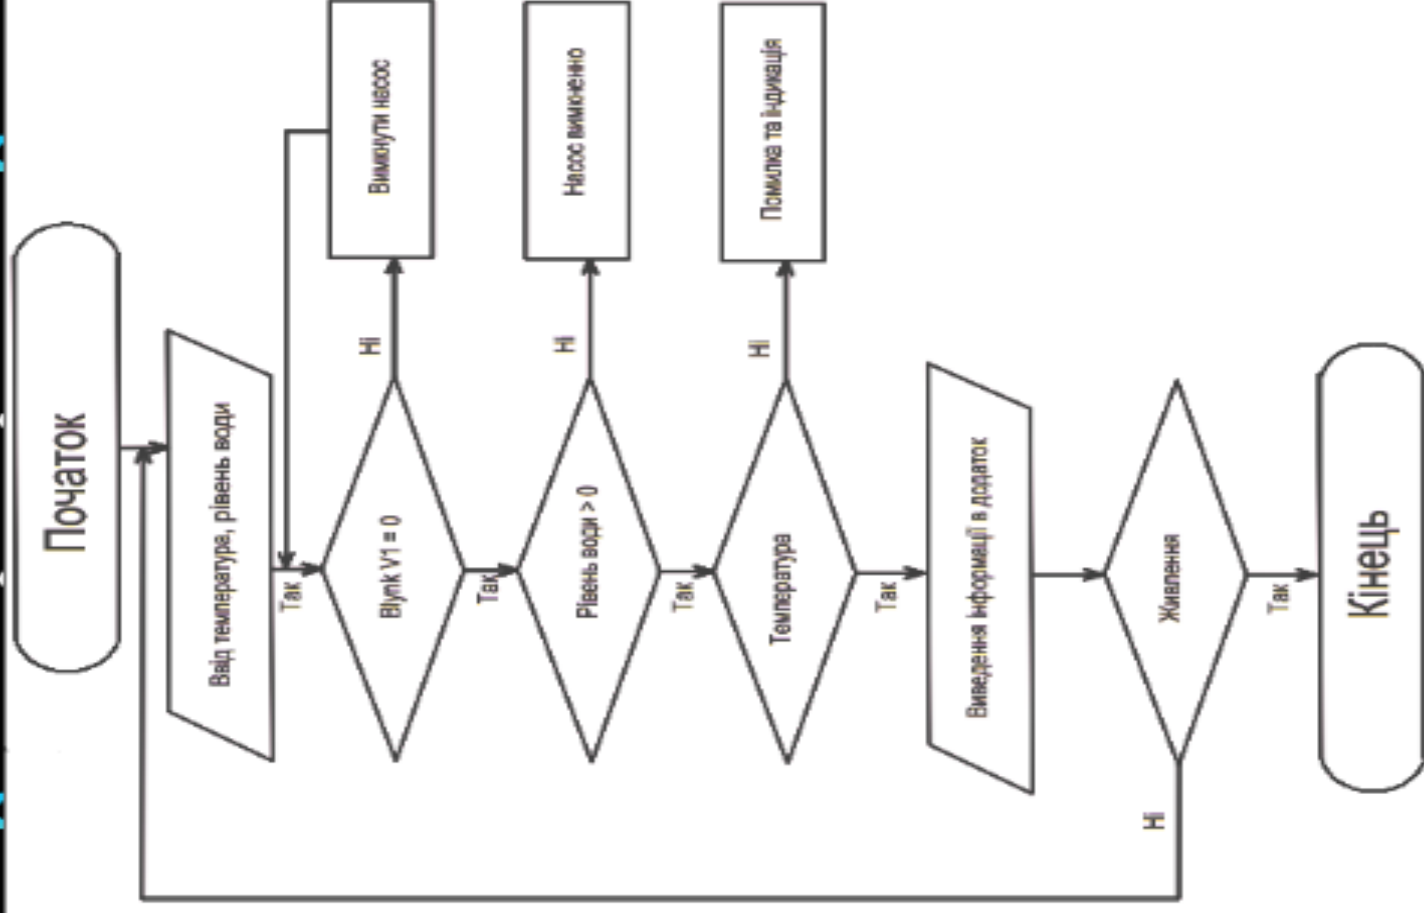 Початок
Ввід температура, рівень води
Так
Blynk V1 = 0
Ні
Вимкнути насос
Так
Рівень води > 0
Ні
Насос вимкненно
Так
Температура
Ні
Помилка та індикація
Так
Виведення інформації в додаток
Живлення
Ні
Так
Кінець